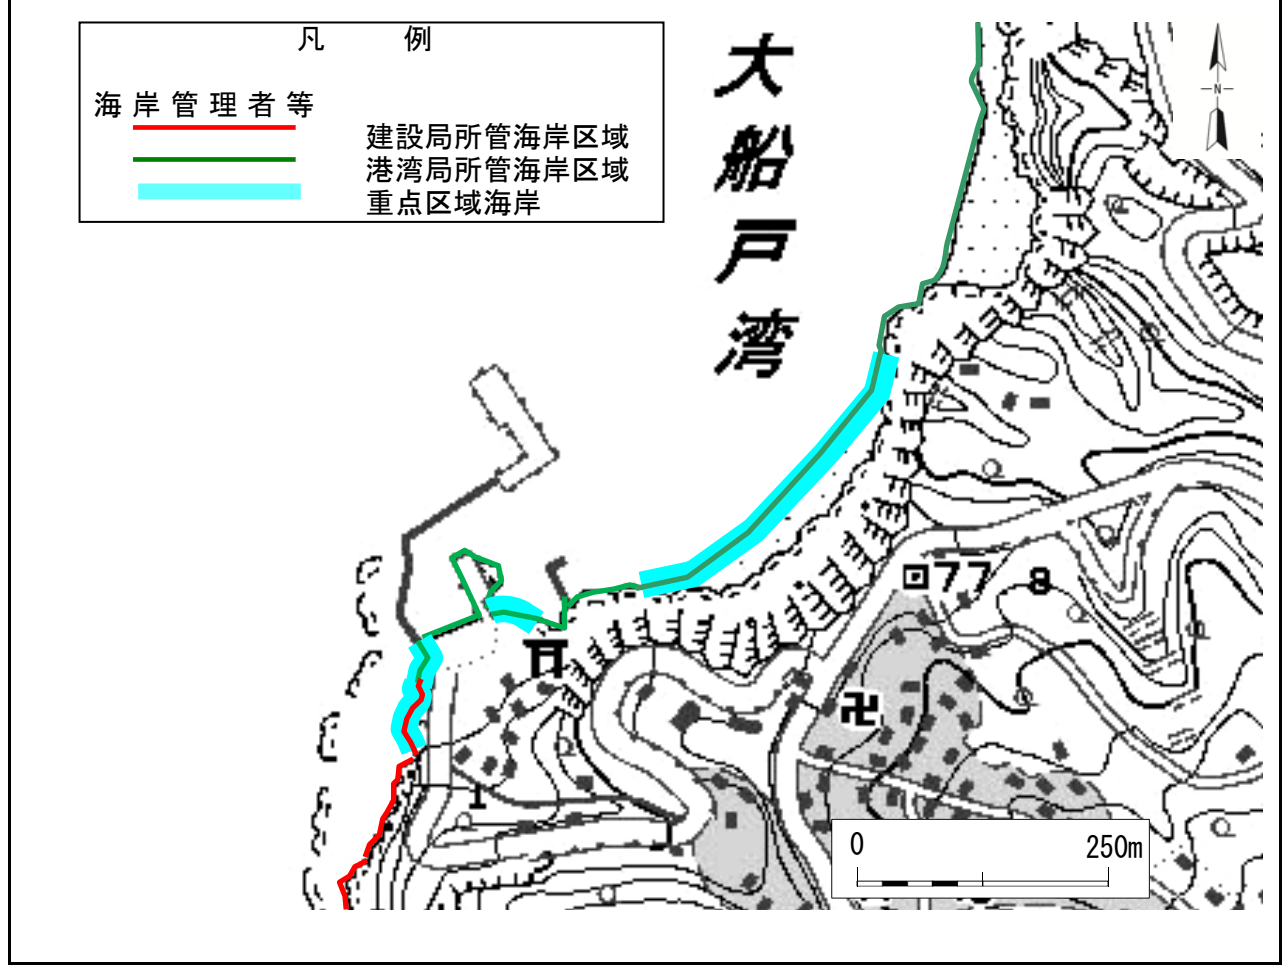 凡 例
海岸管理者等
建設局所管海岸区域
港湾局所管海岸区域
重点区域海岸
大船戸湾
N
77 8
1
0 250m